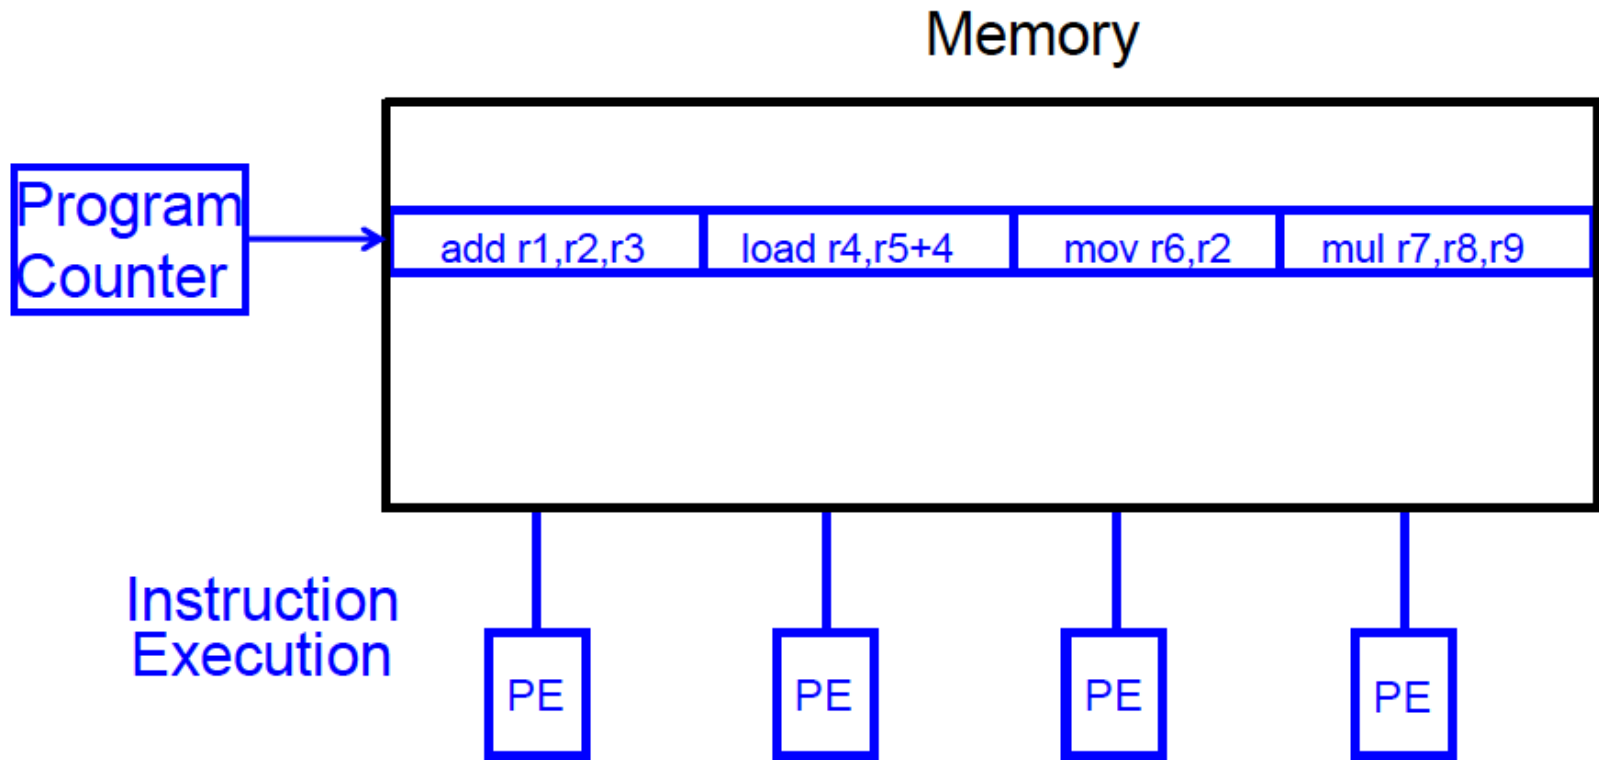 Memory
Program
Counter
add r1,r2,r3
load r4,r5+4
mov r6,r2
mul r7,r8,r9
Instruction
Execution
PE
PE
PE
PE